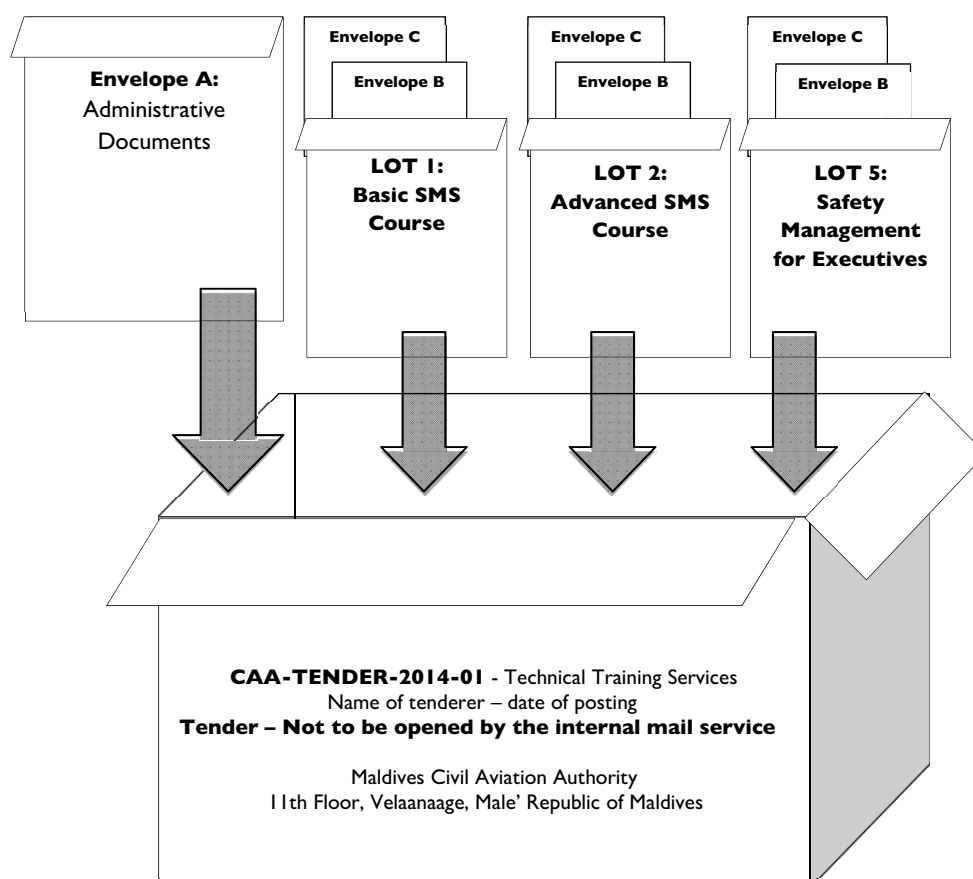 Envelope A:
Administrative
Documents
Envelope C
Envelope B
LOT 1:
Basic SMS
Course
Envelope C
Envelope B
LOT 2:
Advanced SMS
Course
Envelope C
Envelope B
LOT 5:
Safety
Management
for Executives
CAA-TENDER-2014-01 - Technical Training Services
Name of tenderer – date of posting
Tender – Not to be opened by the internal mail service
Maldives Civil Aviation Authority
11th Floor, Velaanaage, Male’ Republic of Maldives